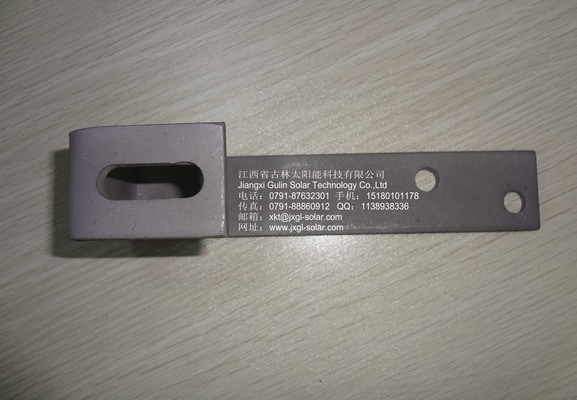 江西省古林太阳能科技有限公司
Jiangxi Gulin Solar Technology Co.,Ltd
电话：0791-87632301 手机：15180101178
传真：0791-88860912 QQ：1138938336
邮箱：xkt@jxgl-solar.com
网址：www.jxgl-solar.com